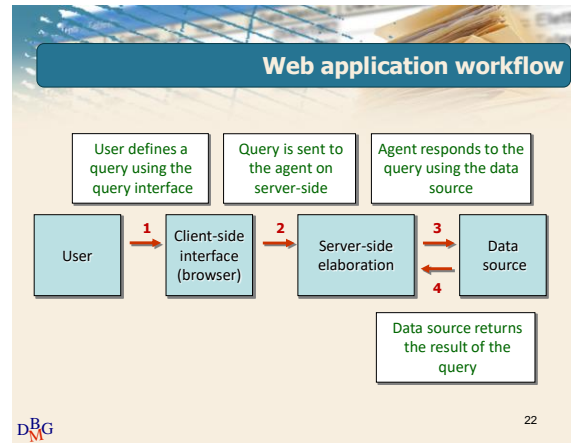 Web application workflow
User defines a
query using the
query interface
Query is sent to
the agent on
server-side
Agent responds to the
query using the data
source
User
1
Client-side
interface
(browser)
2
Server-side
elaboration
3
4
Data
source
Data source returns
the result of the
query
DBMG
22